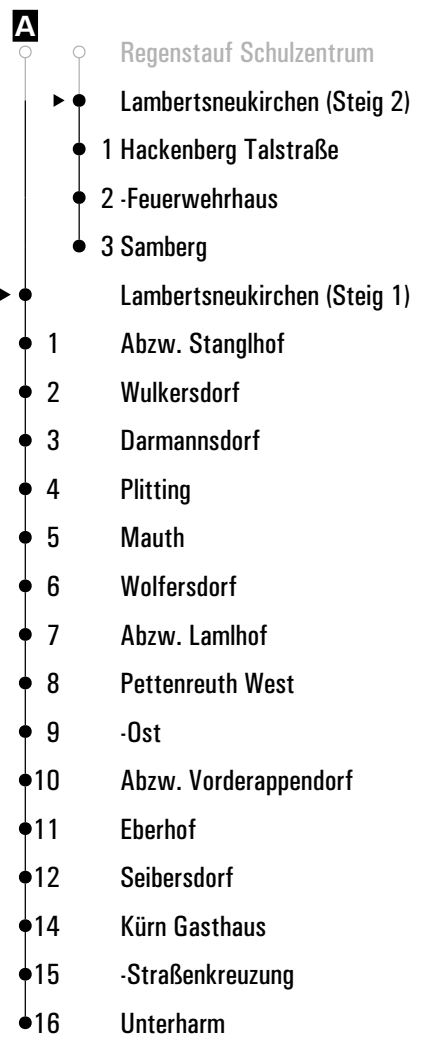 A
Regenstauf Schulzentrum
Lambertsneukirchen (Steig 2)
1 Hackenberg Talstraße
2 -Feuerwehrhaus
3 Samberg
Lambertsneukirchen (Steig 1)
1 Abzw. Stanglhof
2 Wulkersdorf
3 Darmannsdorf
4 Plitting
5 Mauth
6 Wolfersdorf
7 Abzw. Lamlhof
8 Pettenreuth West
9 -Ost
10 Abzw. Vorderappendorf
11 Eberhof
12 Seibersdorf
14 Kürn Gasthaus
15 -Straßenkreuzung
16 Unterharm